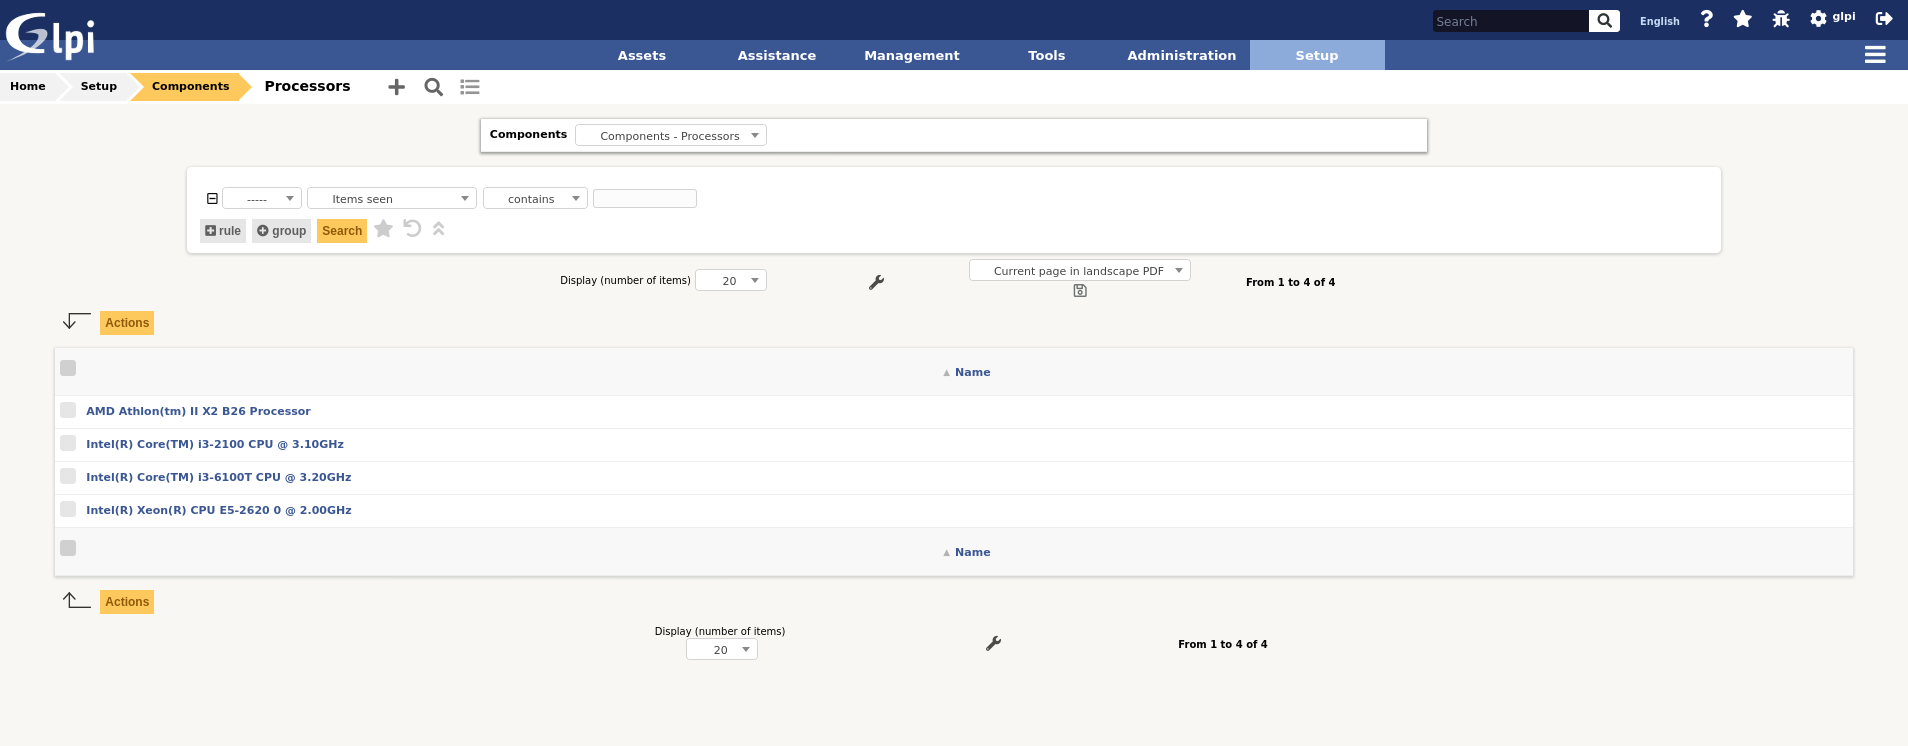 Glpi
Search
English
glpi
Assets Assistance Management Tools Administration Setup
Home Setup Components Processors
Components Components - Processors
----- Items seen contains
rule group Search
Display (number of items) 20 Current page in landscape PDF From 1 to 4 of 4
Actions
Name
AMD Athlon(tm) II X2 B26 Processor
Intel(R) Core(TM) i3-2100 CPU @ 3.10GHz
Intel(R) Core(TM) i3-6100T CPU @ 3.20GHz
Intel(R) Xeon(R) CPU E5-2620 0 @ 2.00GHz
Name
Actions
Display (number of items)
20
From 1 to 4 of 4